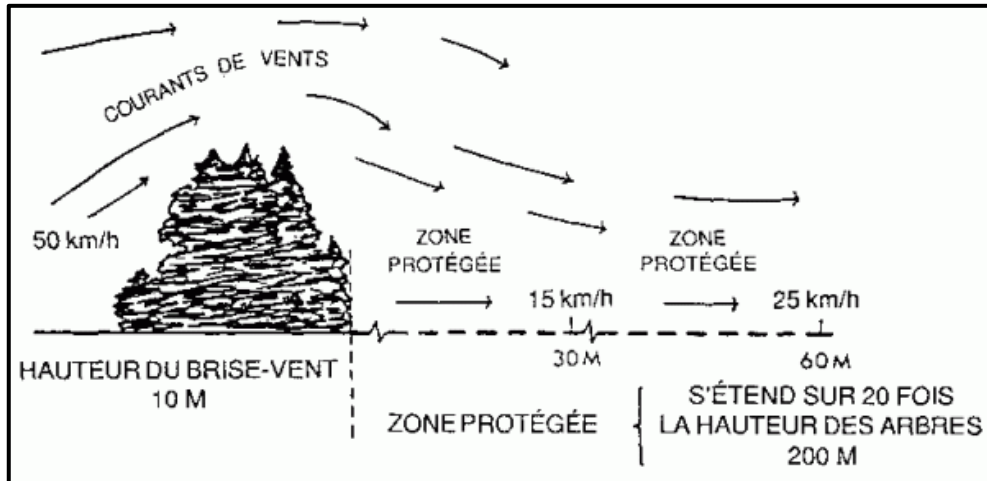 COURANTS DE VENTS
50 km/h
ZONE
PROTÉGÉE
ZONE
PROTÉGÉE
15 km/h
25 km/h
30 M
60 M
HAUTEUR DU BRISE-VENT
10 M
ZONE PROTÉGÉE
S'ÉTEND SUR 20 FOIS
LA HAUTEUR DES ARBRES
200 M